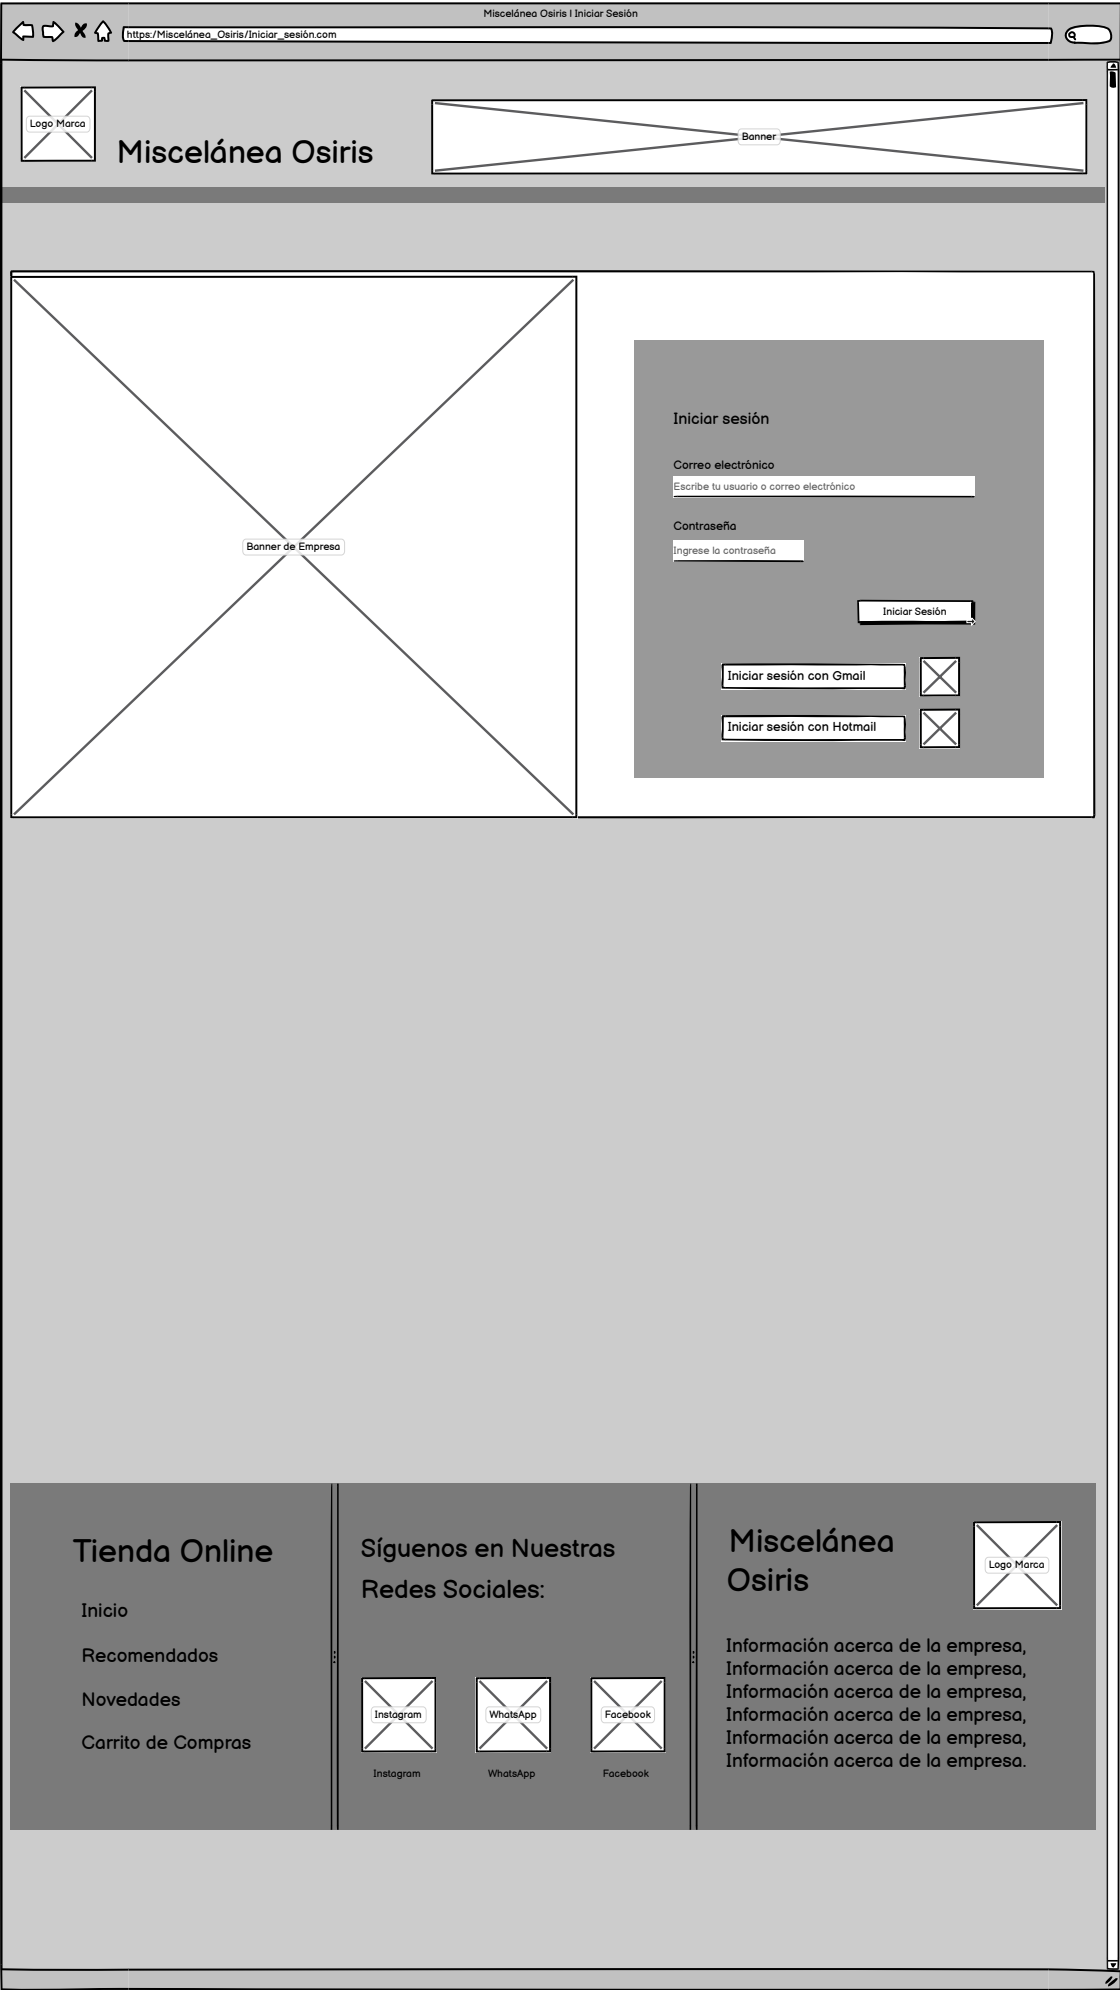 Miscelánea Osiris | Iniciar Sesión
https:/Miscelánea_Osiris/Iniciar_sesión.com
Logo Marca
Miscelánea Osiris
Banner
Banner de Empresa
Iniciar sesión
Correo electrónico
Escribe tu usuario o correo electrónico
Contraseña
Ingrese la contraseña
Iniciar Sesión
Iniciar sesión con Gmail
Iniciar sesión con Hotmail
Tienda Online
Inicio
Recomendados
Novedades
Carrito de Compras
Síguenos en Nuestras
Redes Sociales:
Instagram
WhatsApp
Facebook
Instagram
WhatsApp
Facebook
Miscelánea
Osiris
Logo Marca
Información acerca de la empresa,
Información acerca de la empresa,
Información acerca de la empresa,
Información acerca de la empresa,
Información acerca de la empresa,
Información acerca de la empresa.